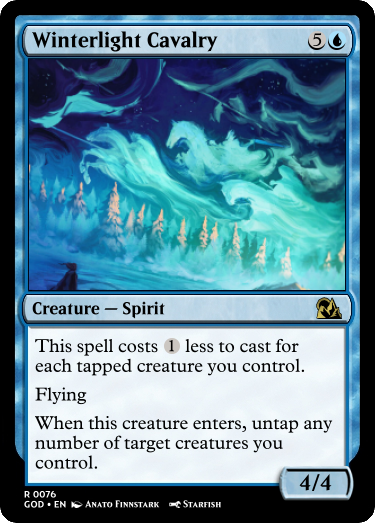 Winterlight Cavalry 5
Creature — Spirit
This spell costs 1 less to cast for
each tapped creature you control.
Flying
When this creature enters, untap any
number of target creatures you
control.
4/4
R 0076
GOD • EN Anato Finnstark Starfish